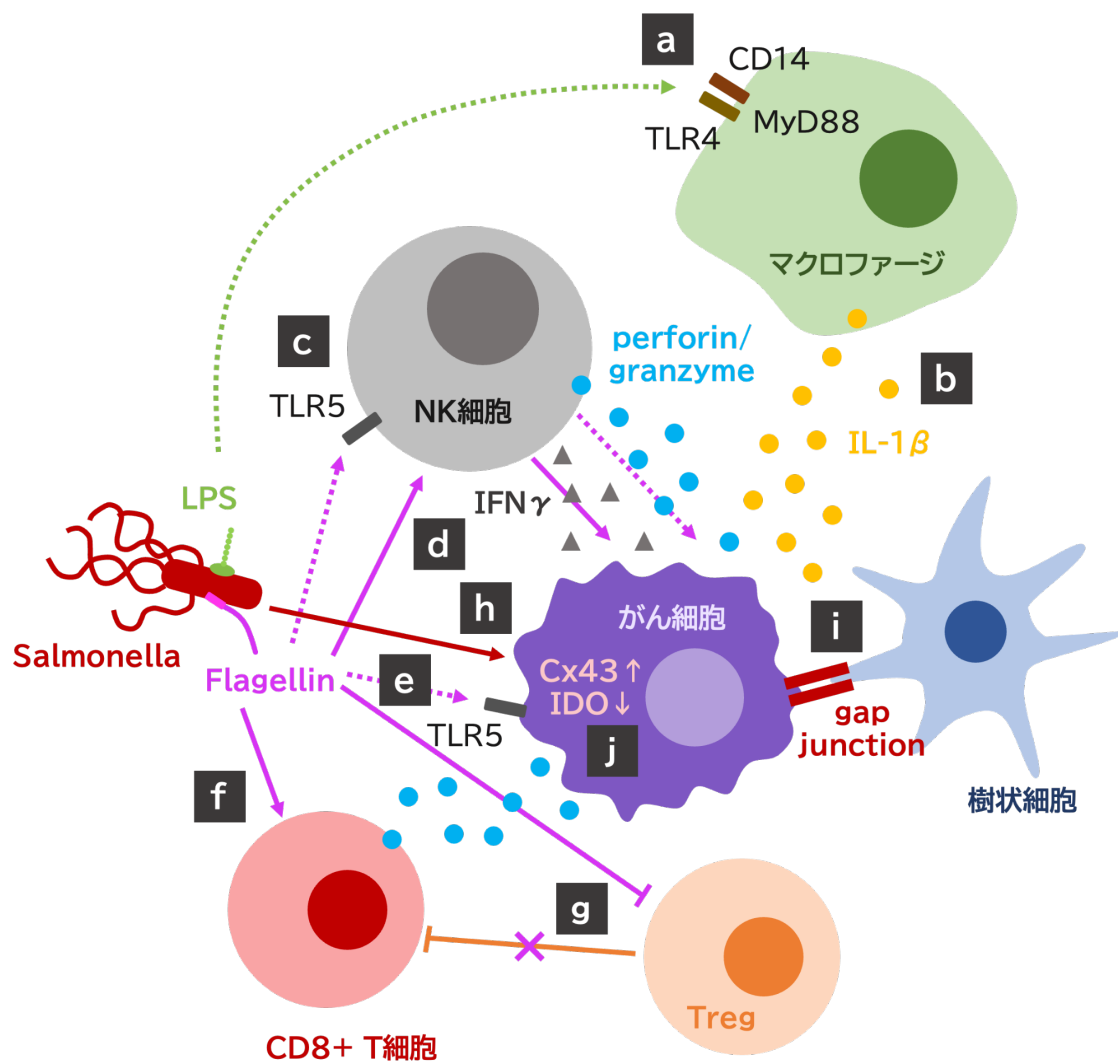 a
CD14
MyD88
TLR4
マクロファージ
c
TLR5
NK細胞
perforin/
granzyme
b
IL-1β
LPS
IFNγ
d
h
Salmonella
Flagellin
e
TLR5
がん細胞
Cx43↑
IDO↓
j
i
gap
junction
樹状細胞
f
g
CD8+ T細胞
Treg